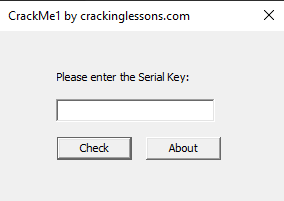 CrackMe1 by crackinglessons.com
Please enter the Serial Key:
Check
About